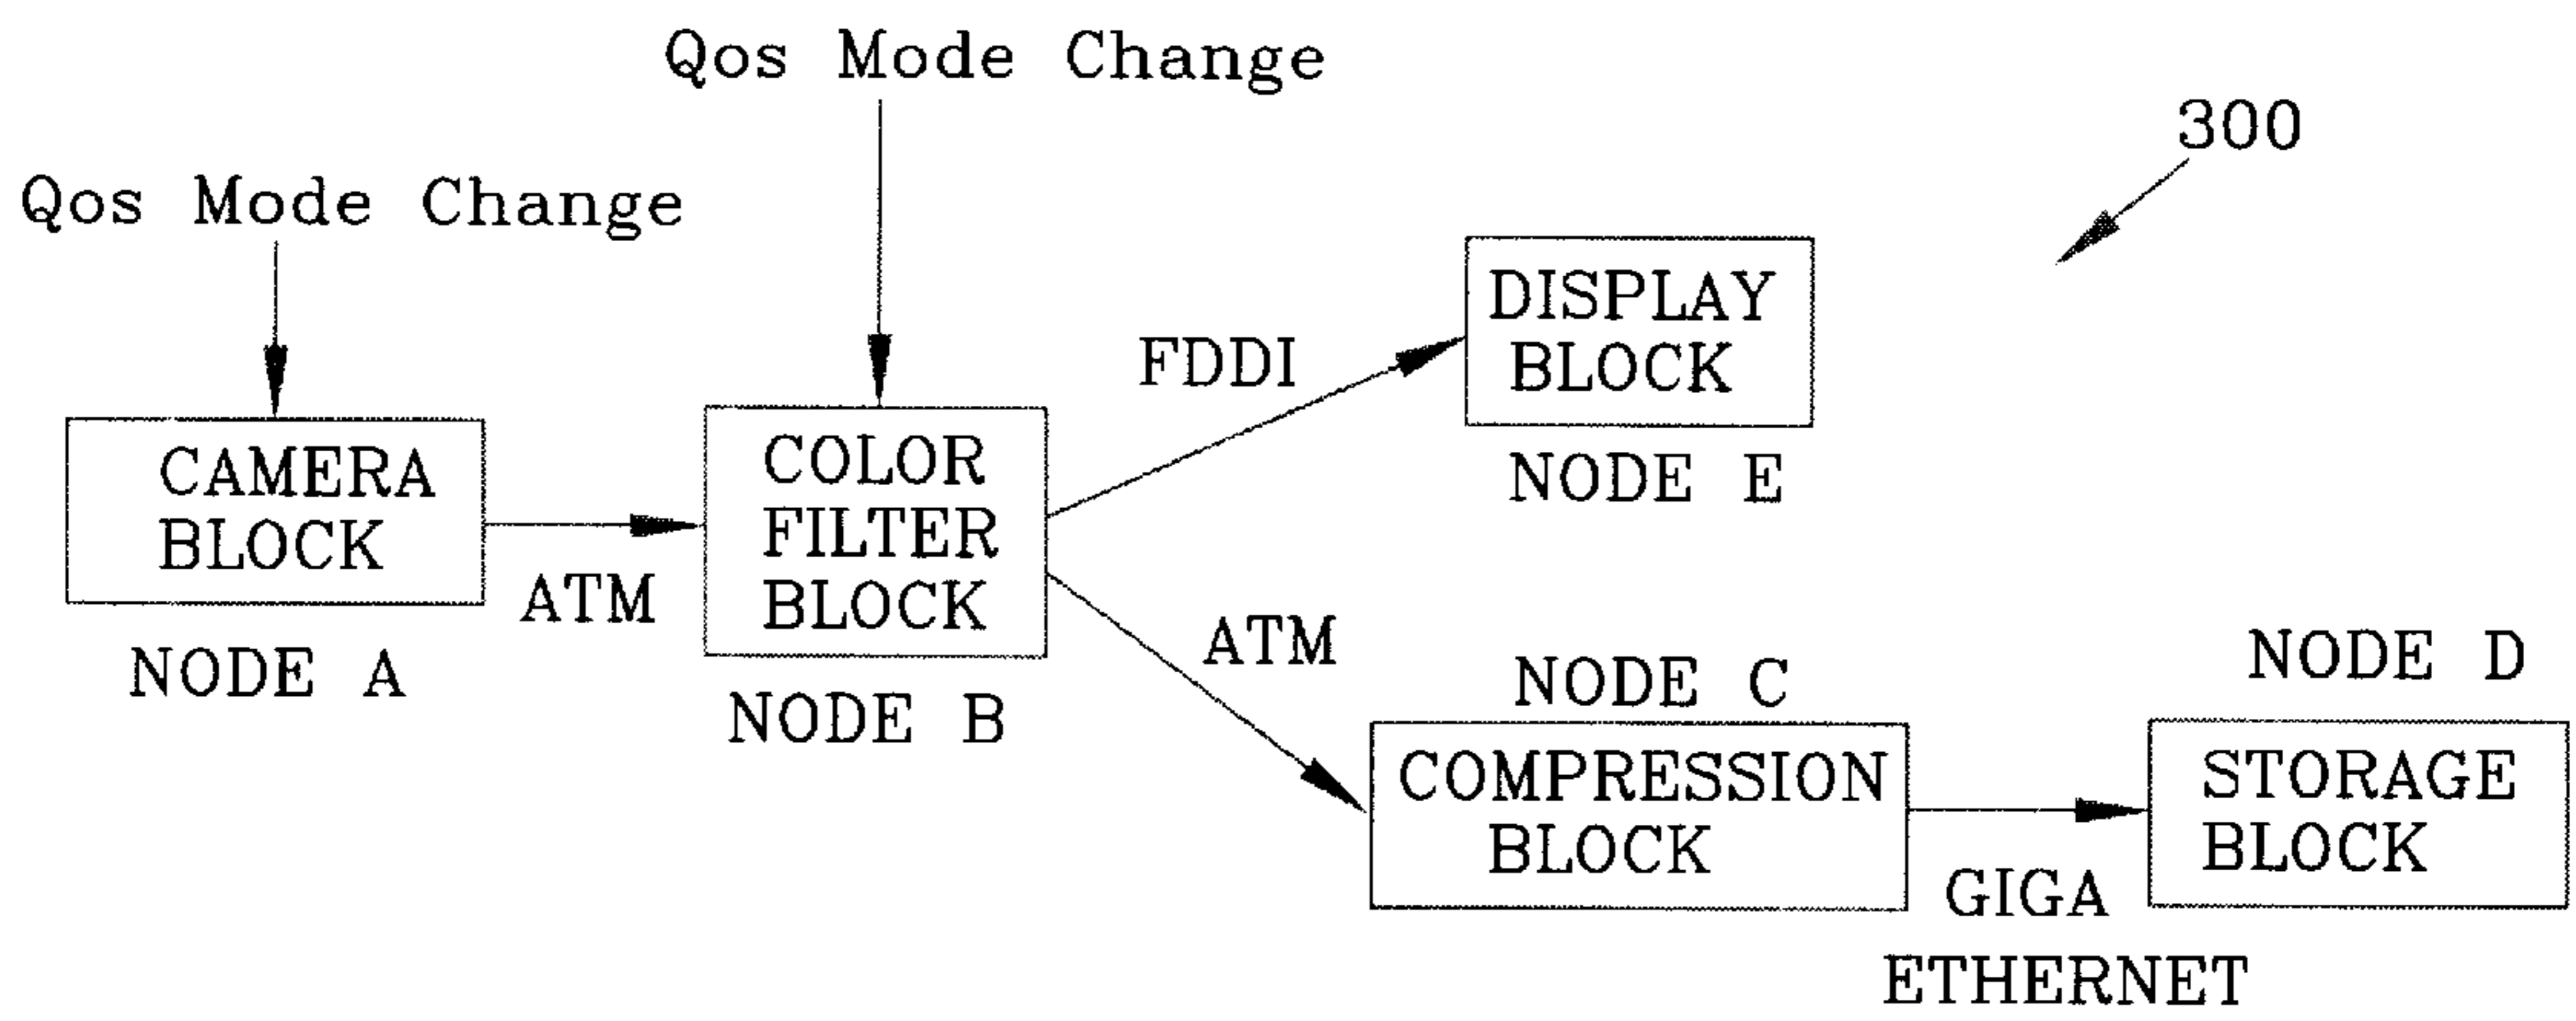 Qos Mode Change
300
Qos Mode Change
DISPLAY
BLOCK
FDDI
NODE E
CAMERA
BLOCK
COLOR
FILTER
BLOCK
ATM
ATM
NODE A
NODE B
NODE C
NODE D
COMPRESSION
BLOCK
STORAGE
BLOCK
GIGA
ETHERNET